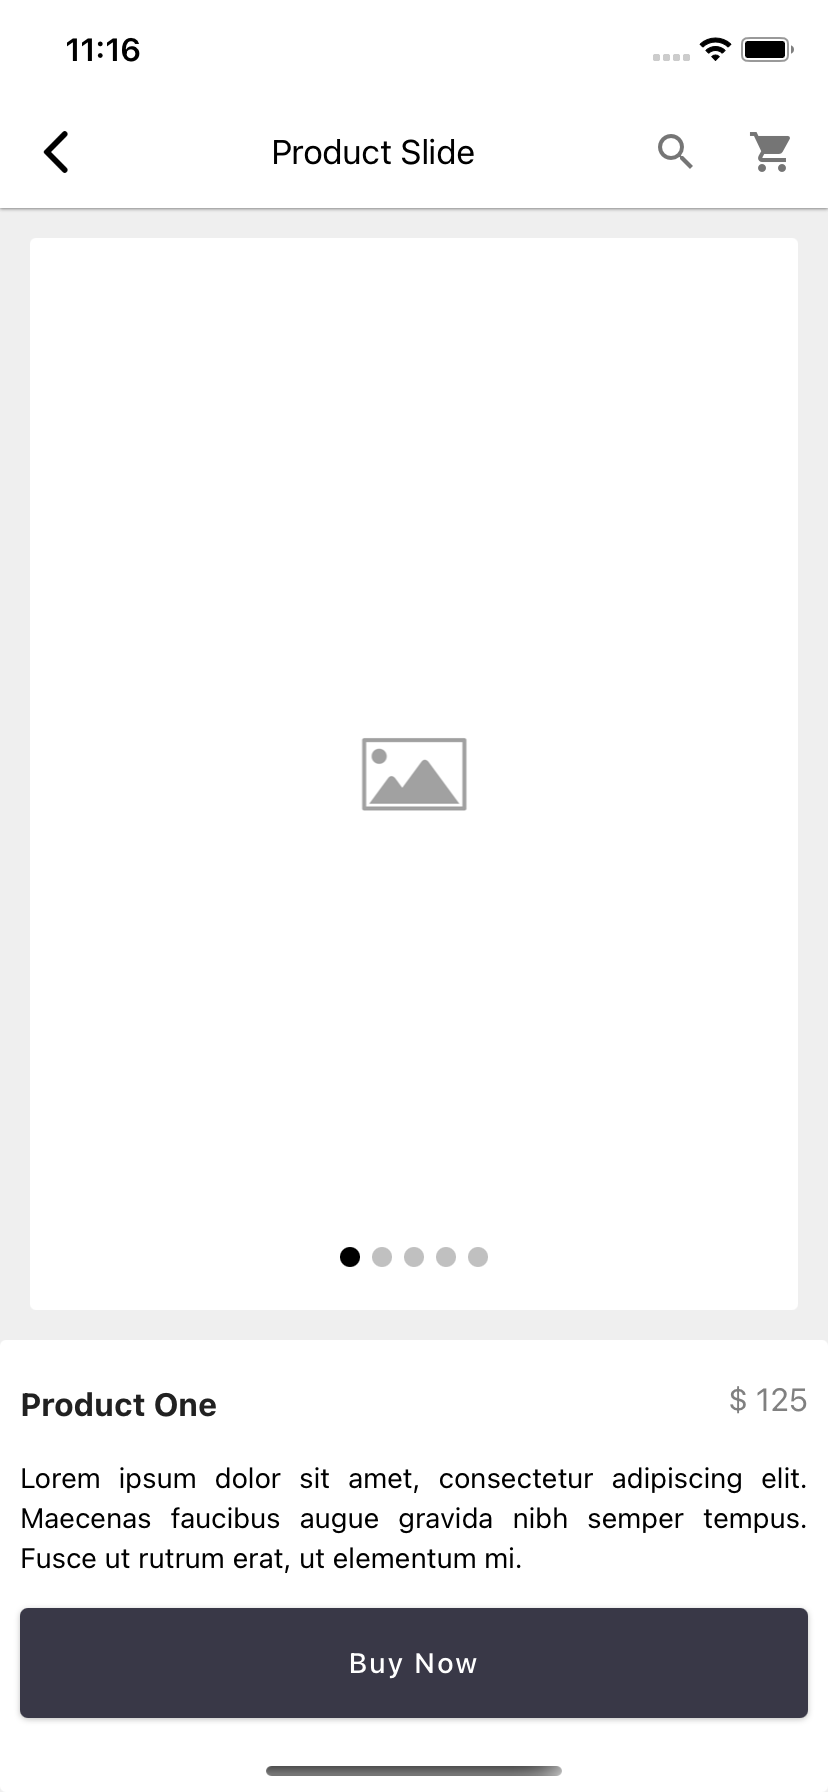 11:16
Product Slide
Product One
$ 125
Lorem ipsum dolor sit amet, consectetur adipiscing elit.
Maecenas faucibus augue gravida nibh semper tempus.
Fusce ut rutrum erat, ut elementum mi.
Buy Now